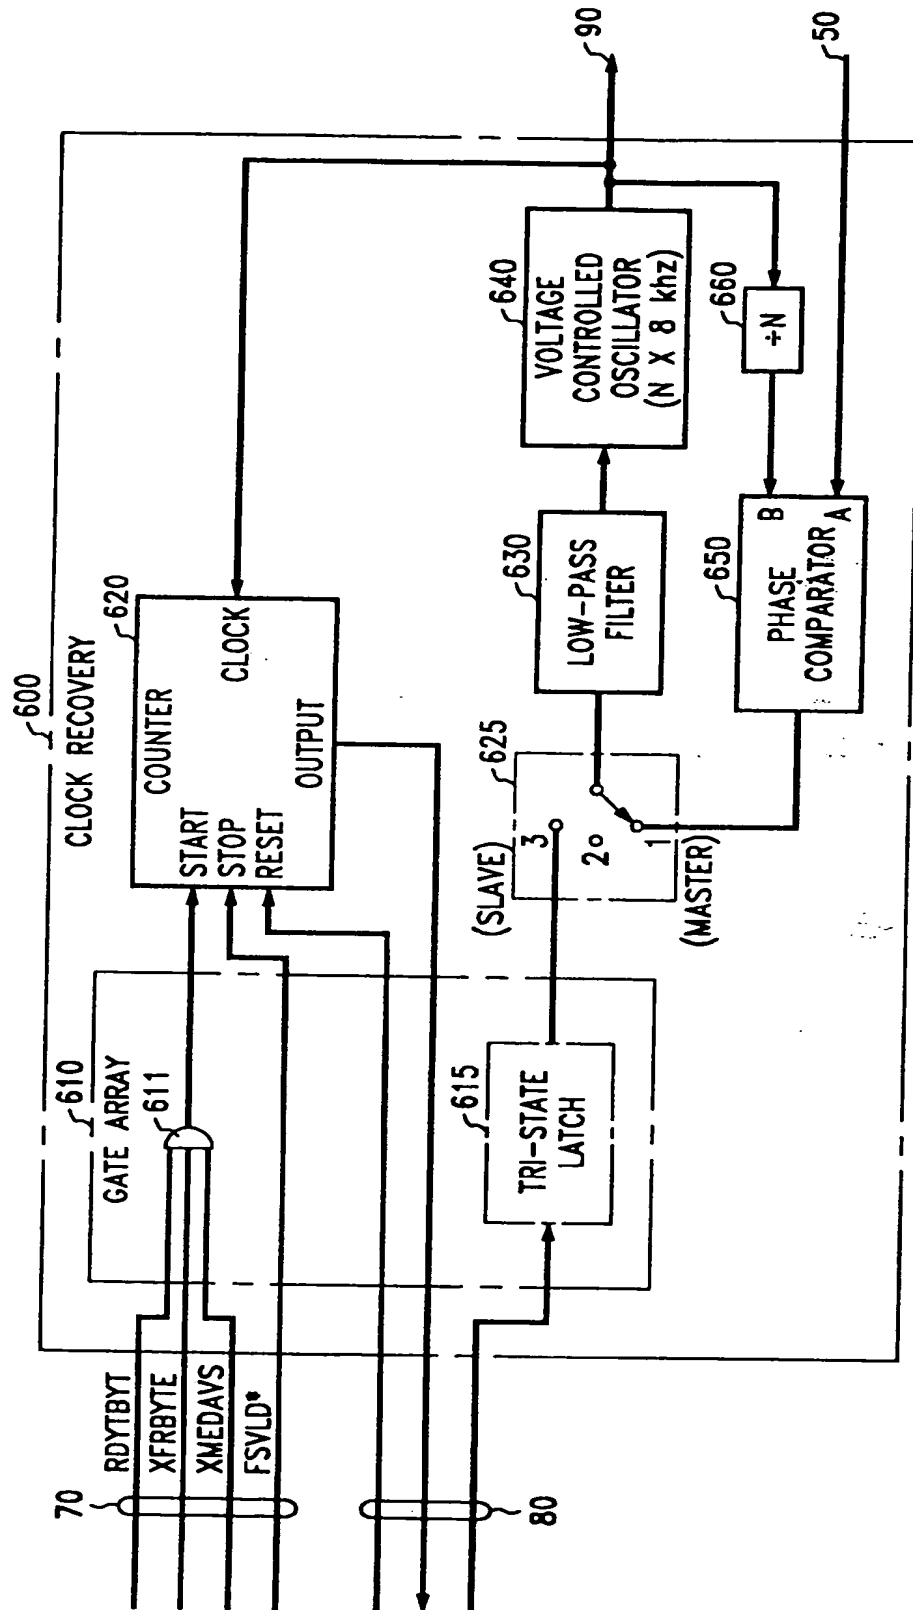 600
CLOCK RECOVERY
610
GATE ARRAY
611
620
COUNTER
START
STOP
RESET
CLOCK
OUTPUT
70
RDYTBYT
XFRBYTE
XMEDAVS
FSVLD*
80
615
TRI-STATE
LATCH
(SLAVE)
3
2
1
(MASTER)
625
630
LOW-PASS
FILTER
640
VOLTAGE
CONTROLLED
OSCILLATOR
(N X 8 khz)
90
650
PHASE
COMPARATOR
B
A
660
÷N
50